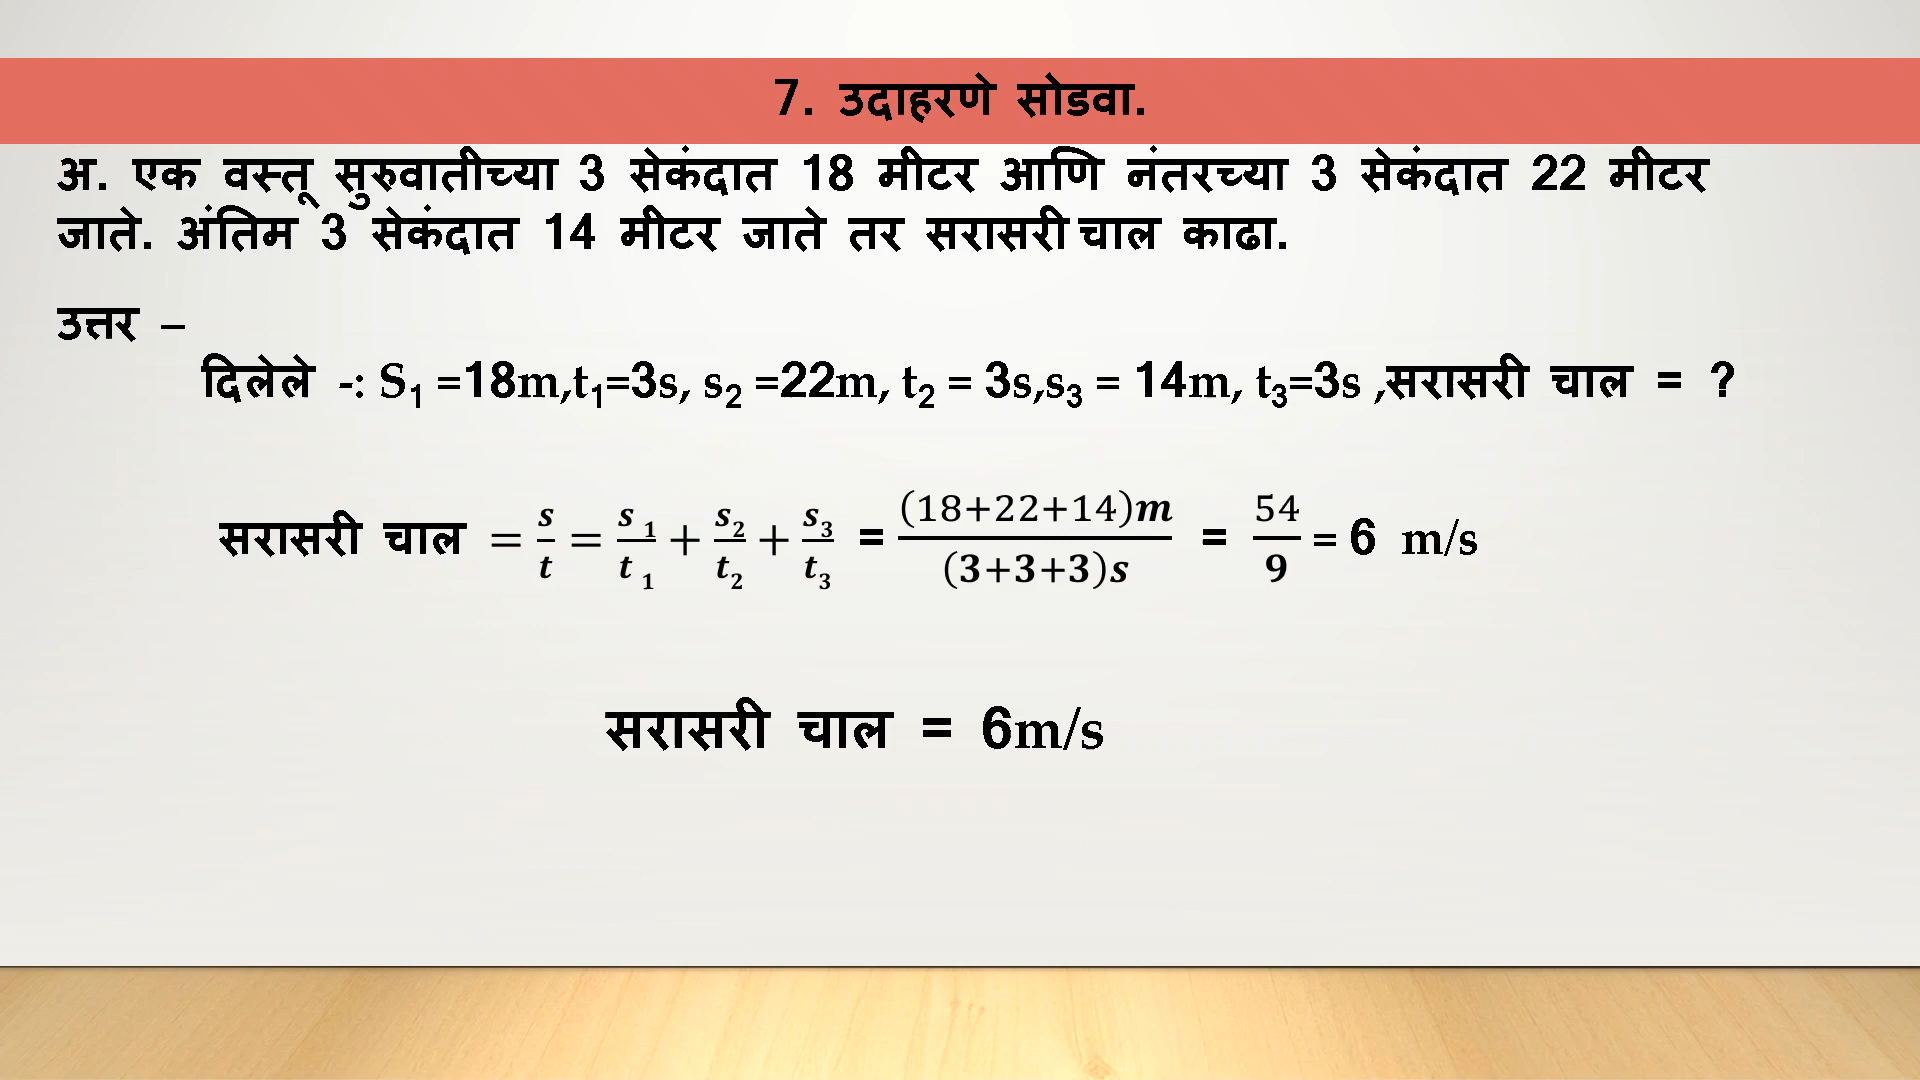 7. उदाहरणे सोडवा.
अ. एक वस्तू सुरुवातीच्या 3 सेकंदात 18 मीटर आणि नंतरच्या 3 सेकंदात 22 मीटर
जाते. अंतिम 3 सेकंदात 14 मीटर जाते तर सरासरी चाल काढा.
उत्तर –
दिलेले -: S₁ =18m,t₁=3s, s₂ =22m, t₂ = 3s,s₃ = 14m, t₃=3s ,सरासरी चाल = ?
सरासरी चाल = s/t = s₁/t₁ + s₂/t₂ + s₃/t₃ = (18+22+14)m/(3+3+3)s = 54/9 = 6 m/s
सरासरी चाल = 6m/s